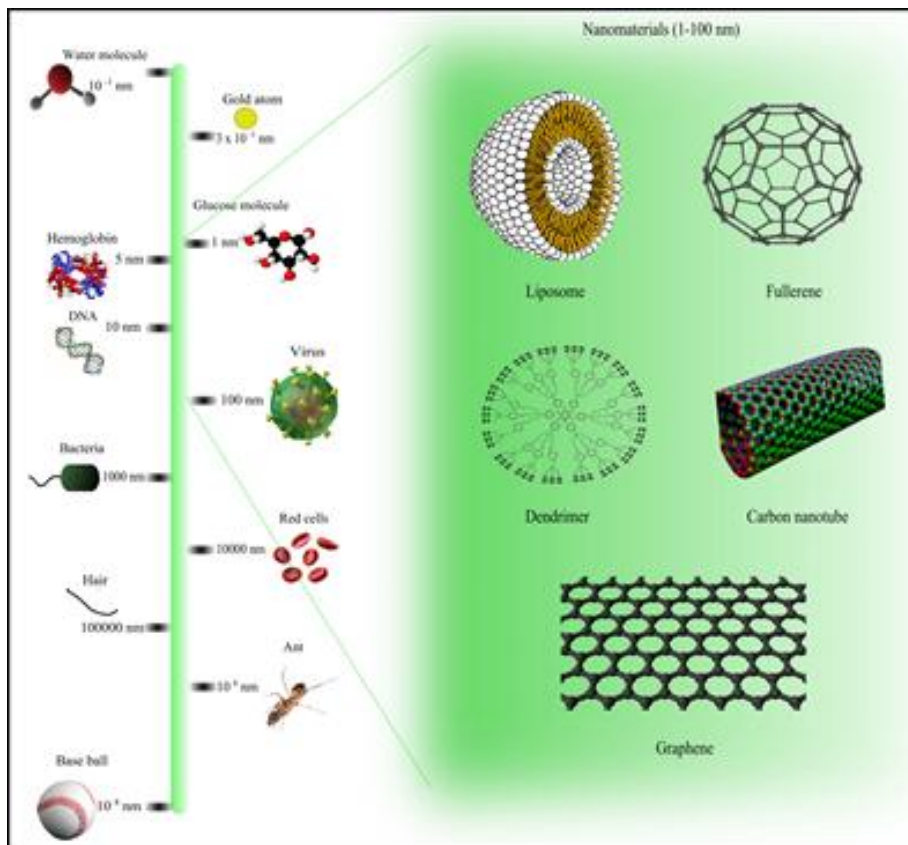 Nanomaterials (1-100 nm)
Water molecule
10⁻¹ nm
Gold atom
3 x 10⁻¹ nm
Glucose molecule
1 nm
Hemoglobin
5 nm
DNA
10 nm
Virus
100 nm
Bacteria
1000 nm
Red cells
10000 nm
Hair
100000 nm
Ant
nm
Base ball
nm
Liposome
Fullerene
Dendrimer
Carbon nanotube
Graphene